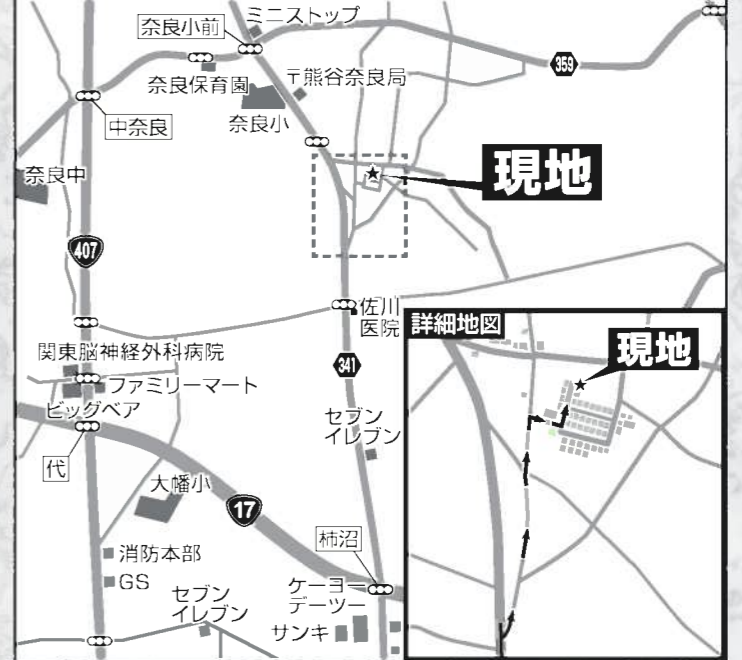 ミニストップ
奈良小前
359
奈良保育園
〒熊谷奈良局
中奈良
奈良小
現地
奈良中
407
佐川
医院
詳細地図
現地
関東脳神経外科病院
341
ファミリーマート
ビッグベア
セブン
イレブン
代
大幡小
17
柿沼
消防本部
GS
セブン
イレブン
ケーヨー
デーツー
サンキ